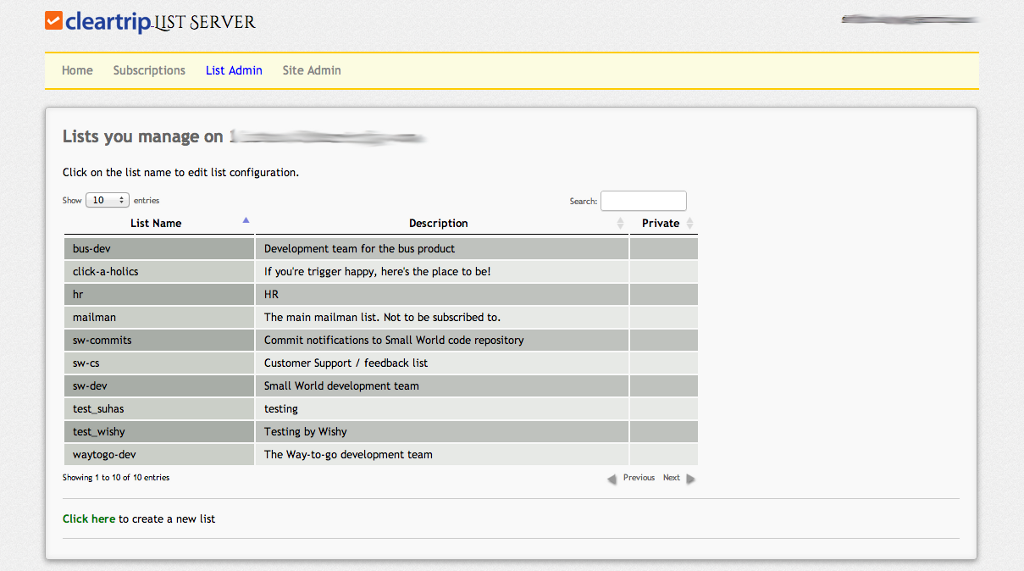 cleartrip LIST SERVER
Home Subscriptions List Admin Site Admin
Lists you manage on
Click on the list name to edit list configuration.
Show 10 entries Search:
List Name Description Private
bus-dev Development team for the bus product
click-a-holics If you're trigger happy, here's the place to be!
hr HR
mailman The main mailman list. Not to be subscribed to.
sw-commits Commit notifications to Small World code repository
sw-cs Customer Support / feedback list
sw-dev Small World development team
test_suhas testing
test_wishy Testing by Wishy
waytogo-dev The Way-to-go development team
Showing 1 to 10 of 10 entries Previous Next
Click here to create a new list